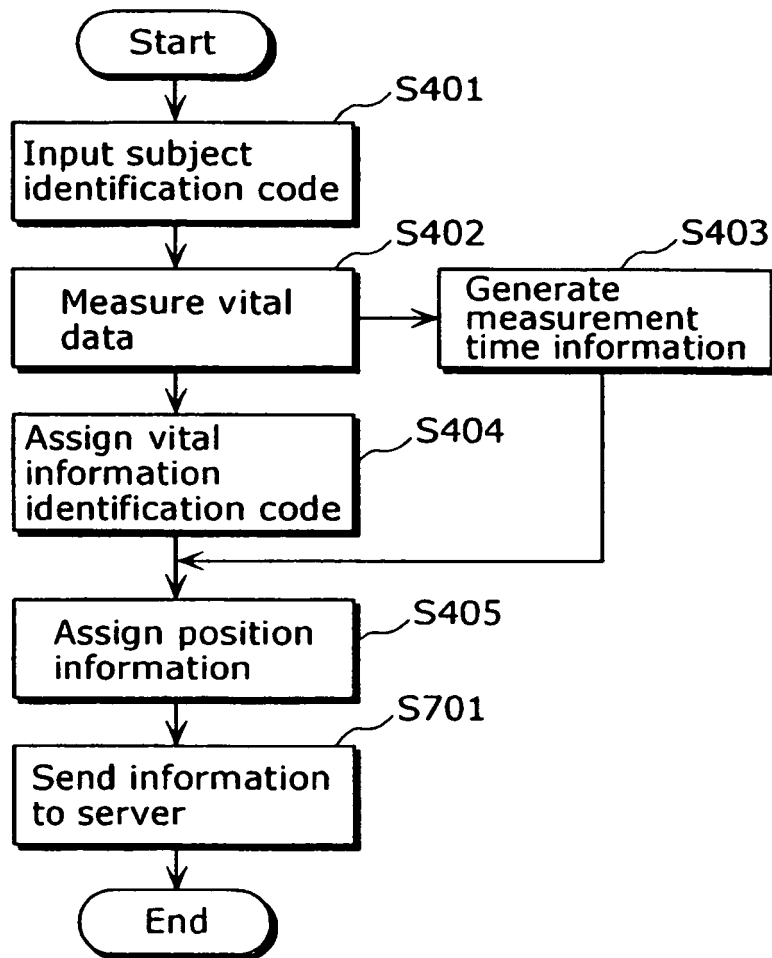 Start
S401
Input subject
identification code
S402
Measure vital
data
S403
Generate
measurement
time information
S404
Assign vital
information
identification code
S405
Assign position
information
S701
Send information
to server
End